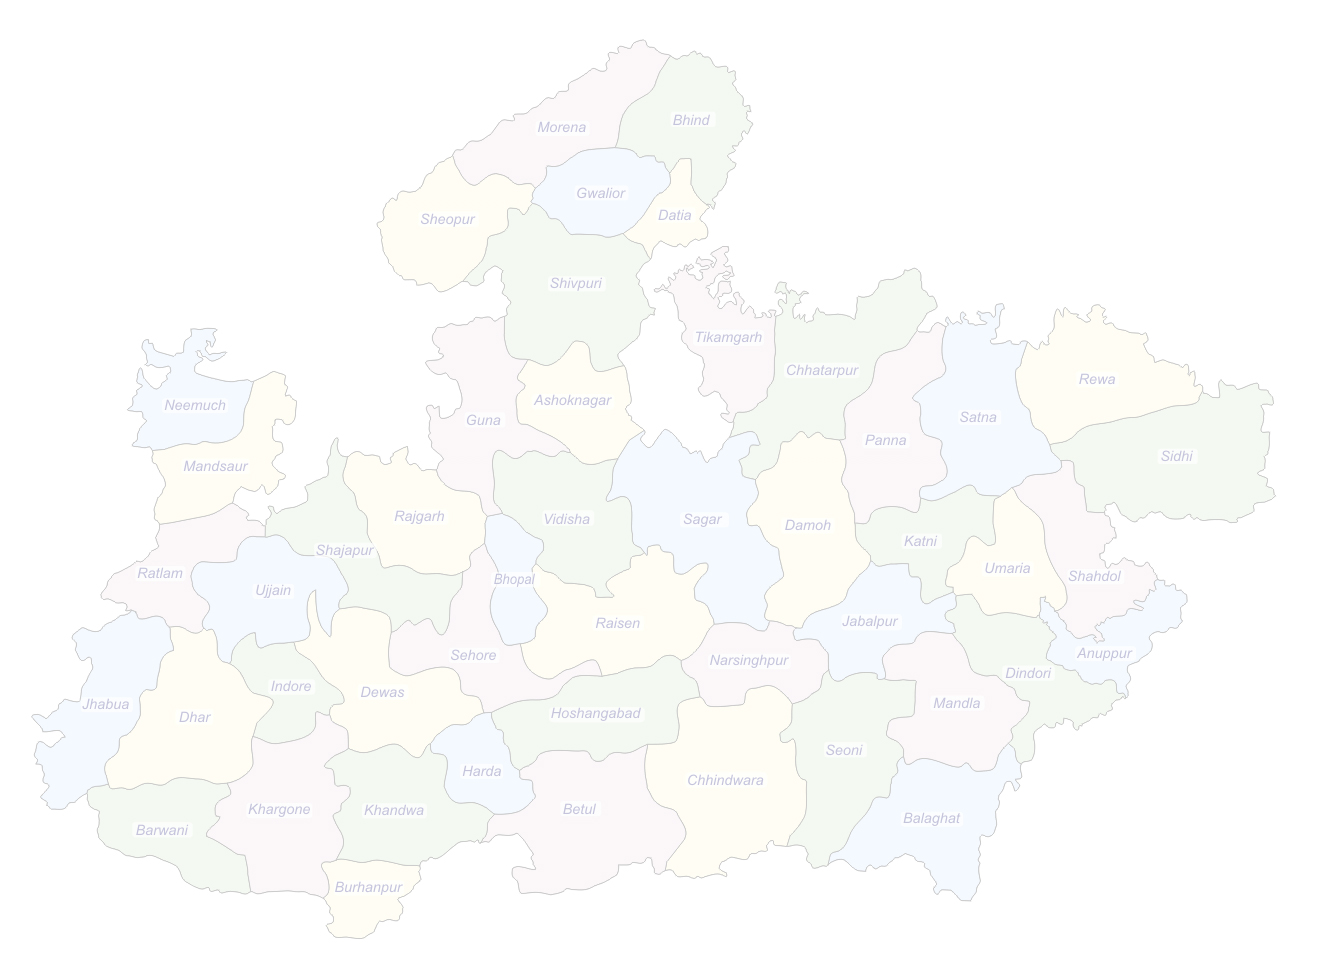 Morena
Bhind
Gwalior
Sheopur
Datia
Shivpuri
Tikamgarh
Chhatarpur
Rewa
Neemuch
Ashoknagar
Guna
Satna
Panna
Sidhi
Mandsaur
Rajgarh
Vidisha
Sagar
Damoh
Katni
Shajapur
Umaria
Shahdol
Ratlam
Bhopal
Ujjain
Raisen
Jabalpur
Sehore
Narsinghpur
Anuppur
Dindori
Indore
Dewas
Jhabua
Mandla
Dhar
Hoshangabad
Seoni
Harda
Chhindwara
Khargone
Khandwa
Betul
Balaghat
Barwani
Burhanpur